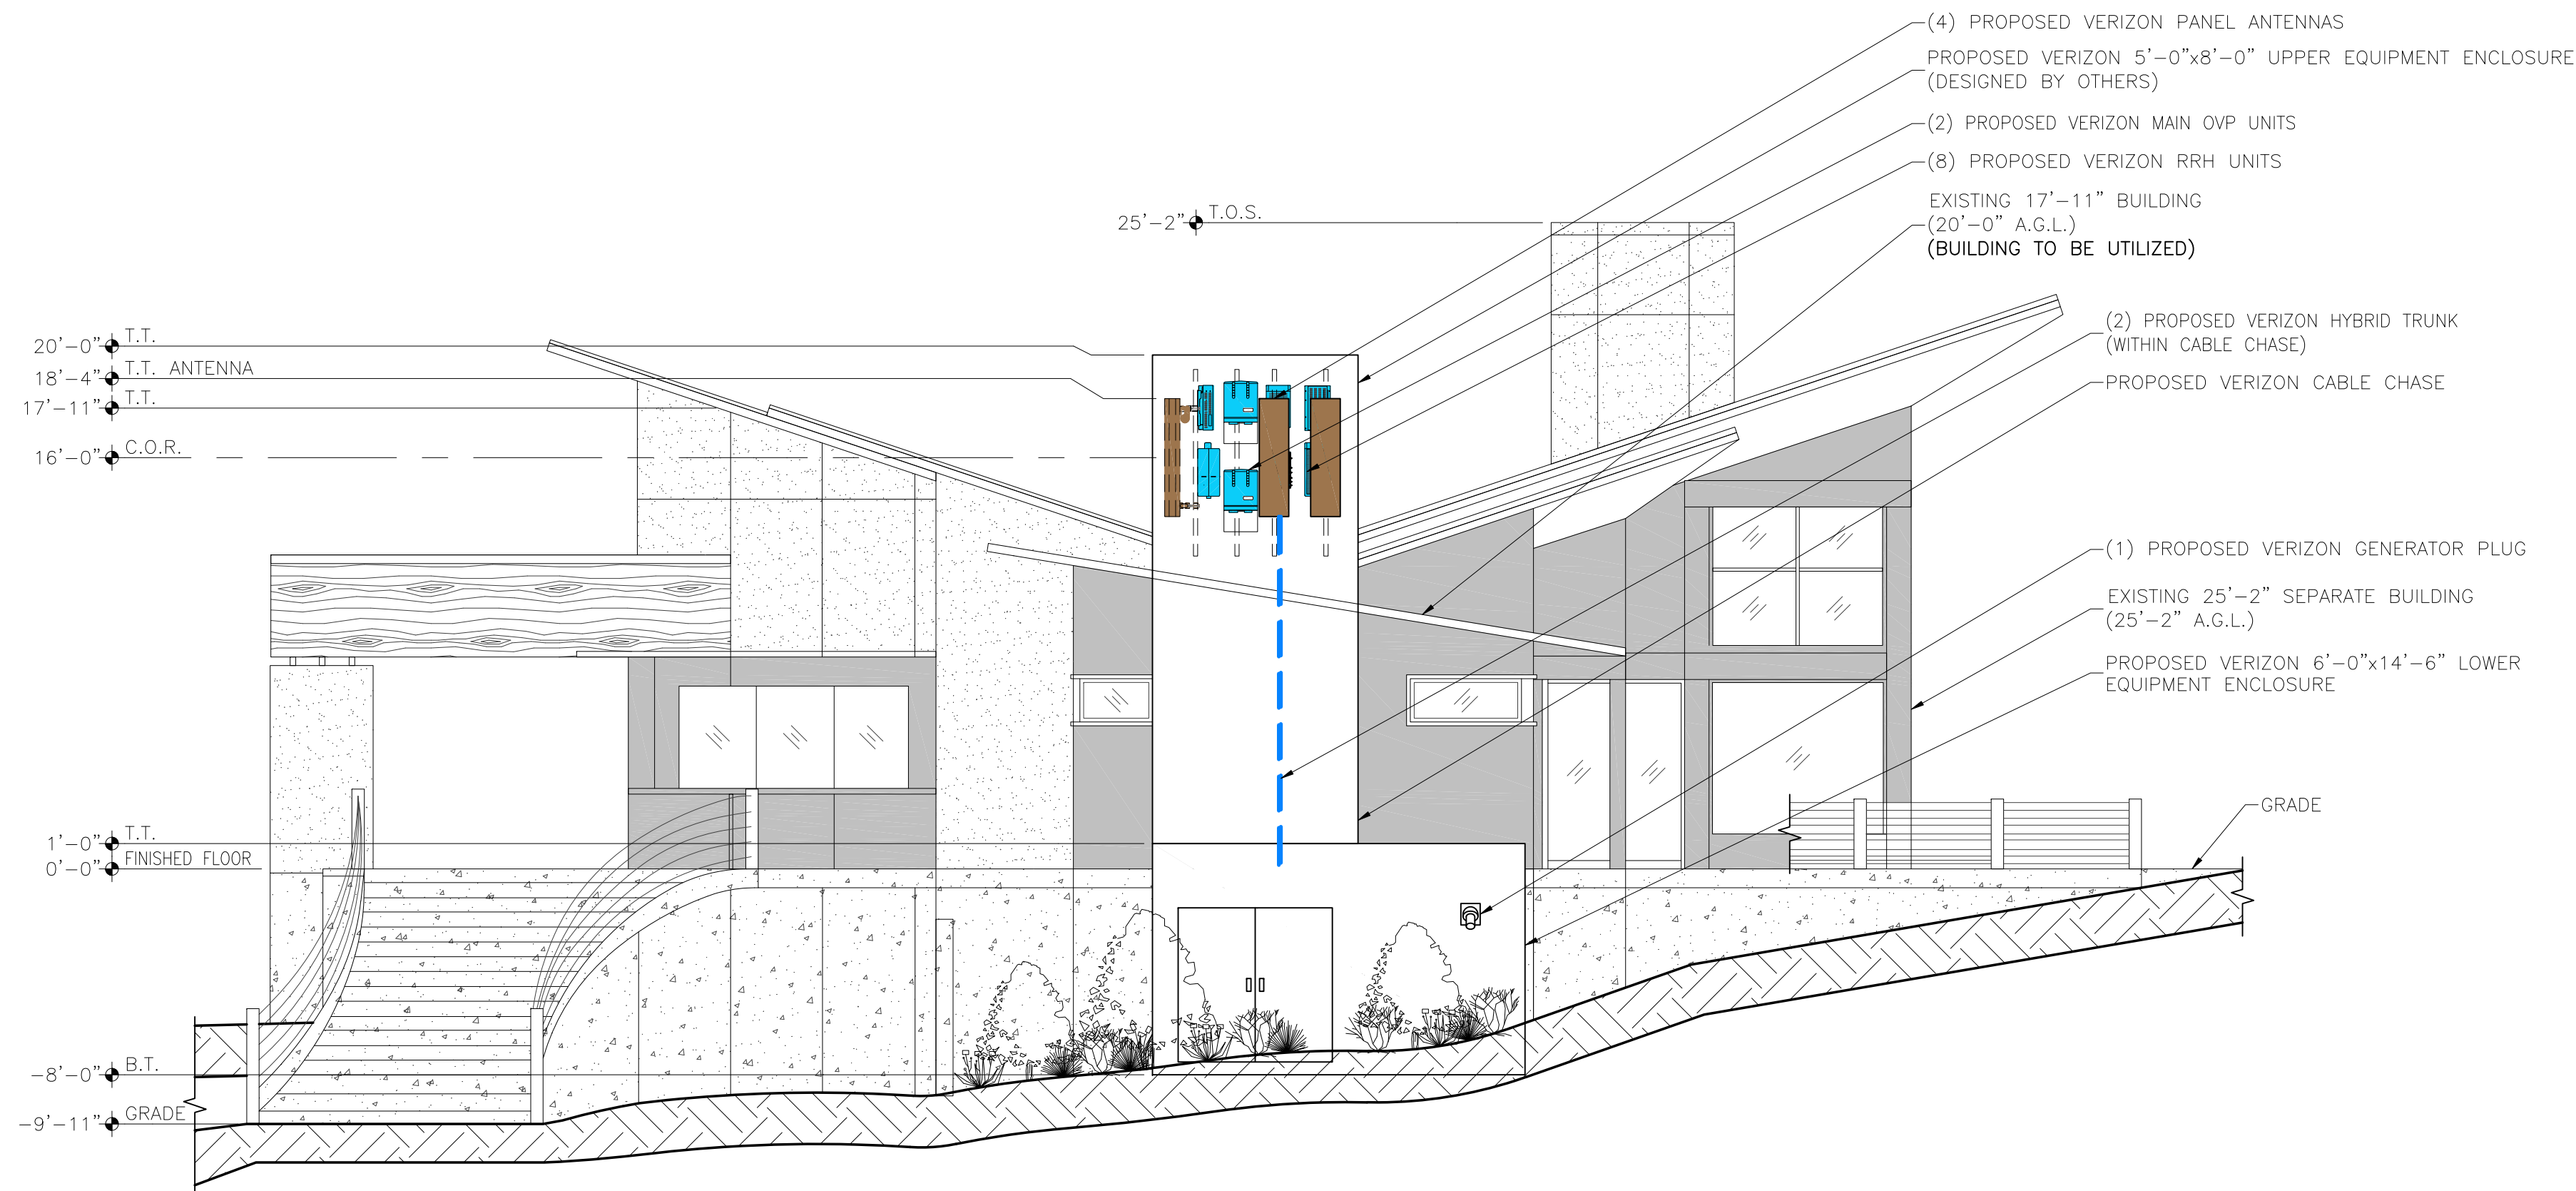 (4) PROPOSED VERIZON PANEL ANTENNAS
PROPOSED VERIZON 5'-0"x8'-0" UPPER EQUIPMENT ENCLOSURE
(DESIGNED BY OTHERS)
(2) PROPOSED VERIZON MAIN OVP UNITS
(8) PROPOSED VERIZON RRH UNITS
EXISTING 17'-11" BUILDING
(20'-0" A.G.L.)
(BUILDING TO BE UTILIZED)
25'-2" T.O.S.
(2) PROPOSED VERIZON HYBRID TRUNK
(WITHIN CABLE CHASE)
PROPOSED VERIZON CABLE CHASE
20'-0" T.T.
18'-4" T.T. ANTENNA
17'-11" T.T.
16'-0" C.O.R.
(1) PROPOSED VERIZON GENERATOR PLUG
EXISTING 25'-2" SEPARATE BUILDING
(25'-2" A.G.L.)
PROPOSED VERIZON 6'-0"x14'-6" LOWER
EQUIPMENT ENCLOSURE
GRADE
1'-0" T.T.
0'-0" FINISHED FLOOR
-8'-0" B.T.
-9'-11" GRADE